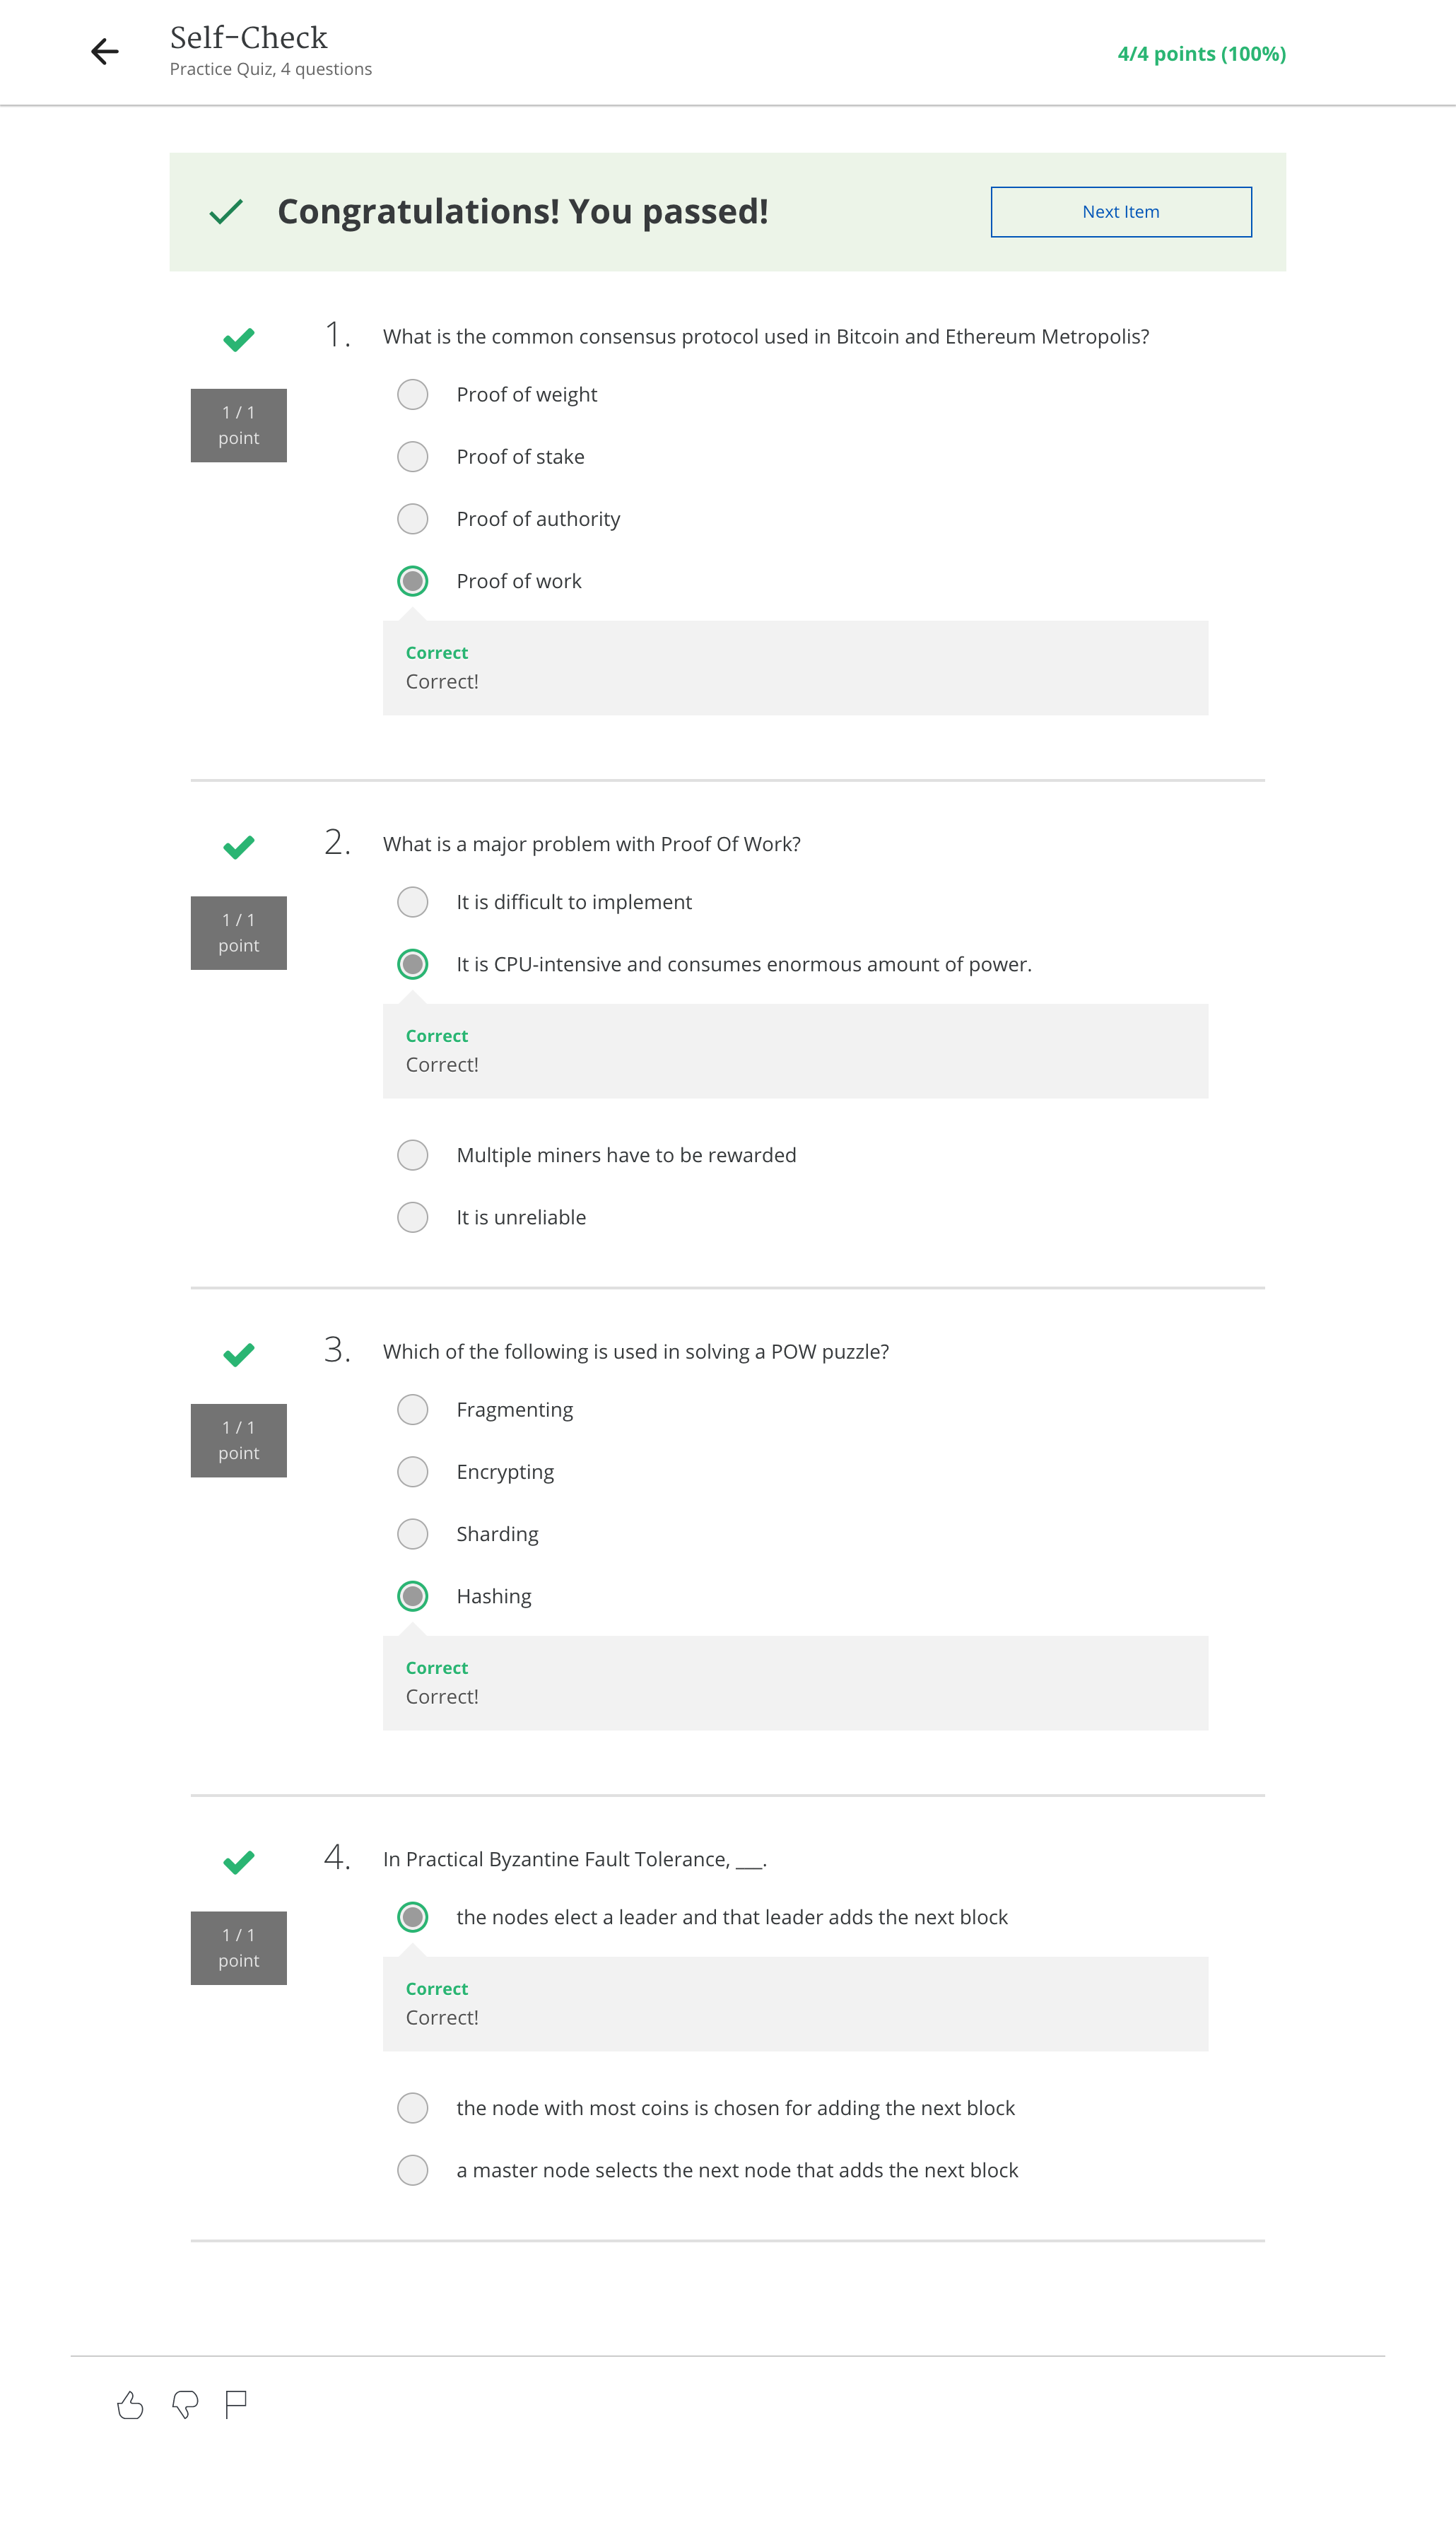 Self-Check
Practice Quiz, 4 questions
4/4 points (100%)
Congratulations! You passed!
Next Item
1 / 1
point
1.
What is the common consensus protocol used in Bitcoin and Ethereum Metropolis?
Proof of weight
Proof of stake
Proof of authority
Proof of work
Correct
Correct!
1 / 1
point
2.
What is a major problem with Proof Of Work?
It is difficult to implement
It is CPU-intensive and consumes enormous amount of power.
Correct
Correct!
Multiple miners have to be rewarded
It is unreliable
1 / 1
point
3.
Which of the following is used in solving a POW puzzle?
Fragmenting
Encrypting
Sharding
Hashing
Correct
Correct!
1 / 1
point
4.
In Practical Byzantine Fault Tolerance, ___.
the nodes elect a leader and that leader adds the next block
Correct
Correct!
the node with most coins is chosen for adding the next block
a master node selects the next node that adds the next block